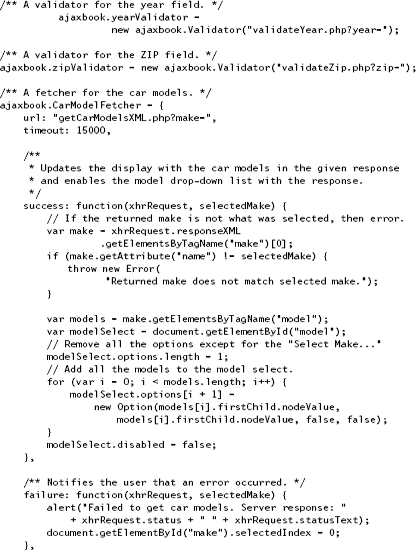 /** A validator for the year field. */
ajaxbook.yearValidator =
new ajaxbook.Validator("validateYear.php?year=");
/** A validator for the ZIP field. */
ajaxbook.zipValidator = new ajaxbook.Validator("validateZip.php?zip=");
/** A fetcher for the car models. */
ajaxbook.CarModelFetcher = {
url: "getCarModelsXML.php?make=",
timeout: 15000,
/**
* Updates the display with the car models in the given response
* and enables the model drop-down list with the response.
*/
success: function(xhrRequest, selectedMake) {
// If the returned make is not what was selected, then error.
var make = xhrRequest.responseXML
.getElementsByTagName("make")[0];
if (make.getAttribute("name") != selectedMake) {
throw new Error(
"Returned make does not match selected make.");
}
var models = make.getElementsByTagName("model");
var modelSelect = document.getElementById("model");
// Remove all the options except for the "Select Make..."
modelSelect.options.length = 1;
// Add all the models to the model select.
for (var i = 0; i < models.length; i++) {
modelSelect.options[i + 1] =
new Option(models[i].firstChild.nodeValue,
models[i].firstChild.nodeValue, false, false);
}
modelSelect.disabled = false;
},
/** Notifies the user that an error occurred. */
failure: function(xhrRequest, selectedMake) {
alert("Failed to get car models. Server response: "
+ xhrRequest.status + " " + xhrRequest.statusText);
document.getElementById("make").selectedIndex = 0;
},